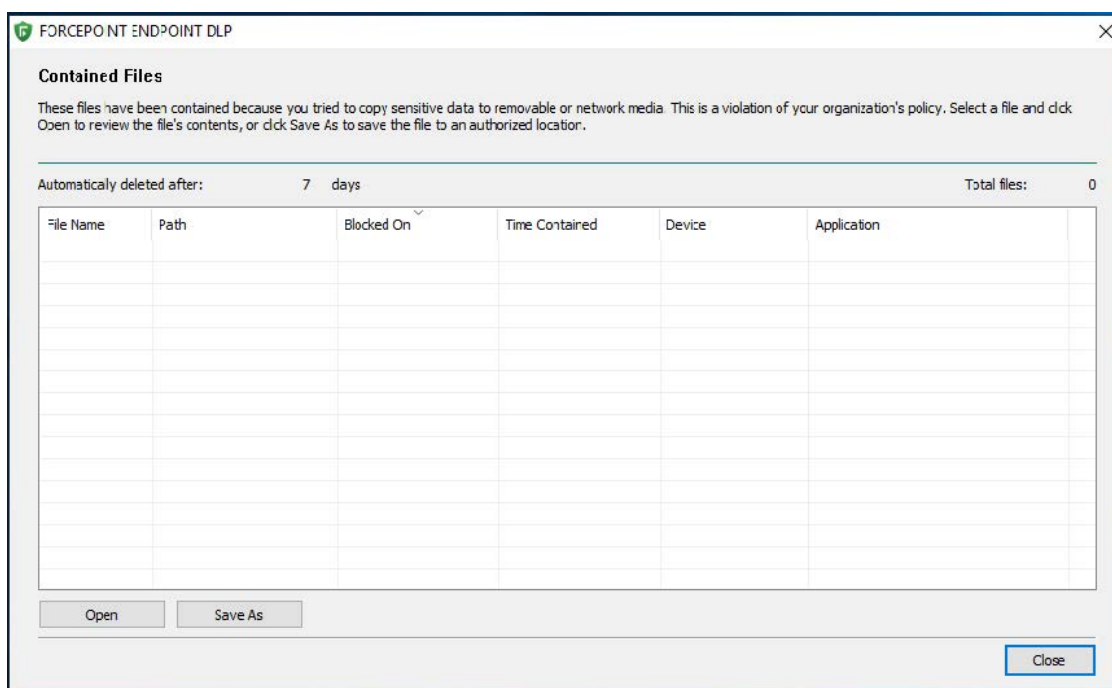 FORCEPOINT ENDPOINT DLP
Contained Files
These files have been contained because you tried to copy sensitive data to removable or network media. This is a violation of your organization's policy. Select a file and click
Open to review the file's contents, or click Save As to save the file to an authorized location.
Automatically deleted after: 7 days Total files: 0
File Name Path Blocked On Time Contained Device Application
Open Save As
Close